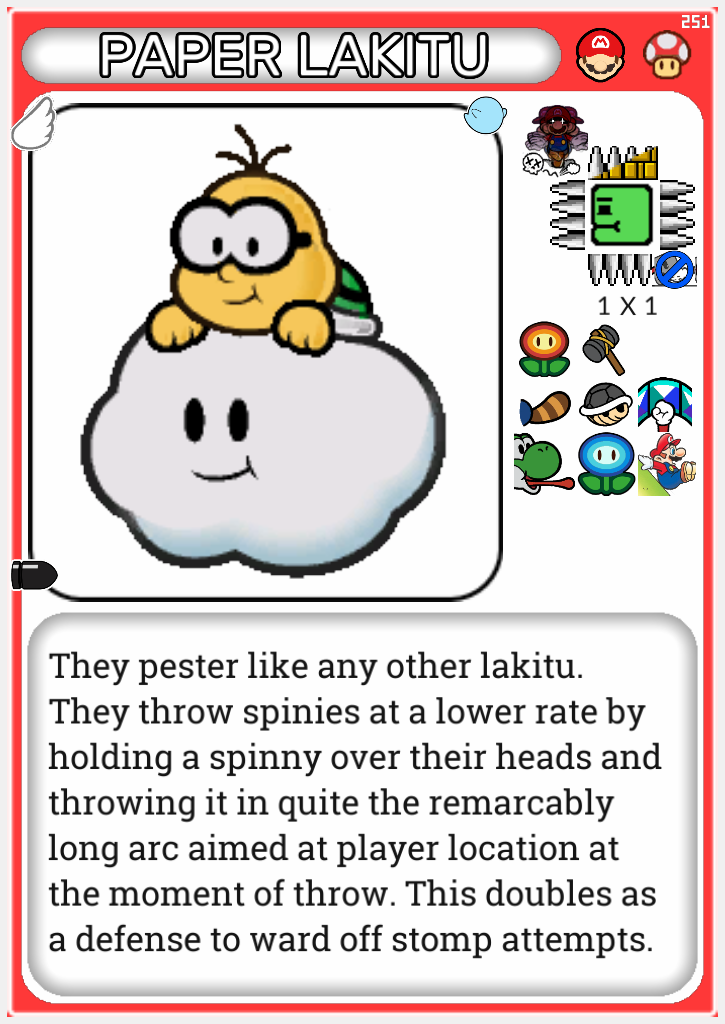 251
PAPER LAKITU
1 X 1
They pester like any other lakitu.
They throw spinies at a lower rate by
holding a spinny over their heads and
throwing it in quite the remarcably
long arc aimed at player location at
the moment of throw. This doubles as
a defense to ward off stomp attempts.